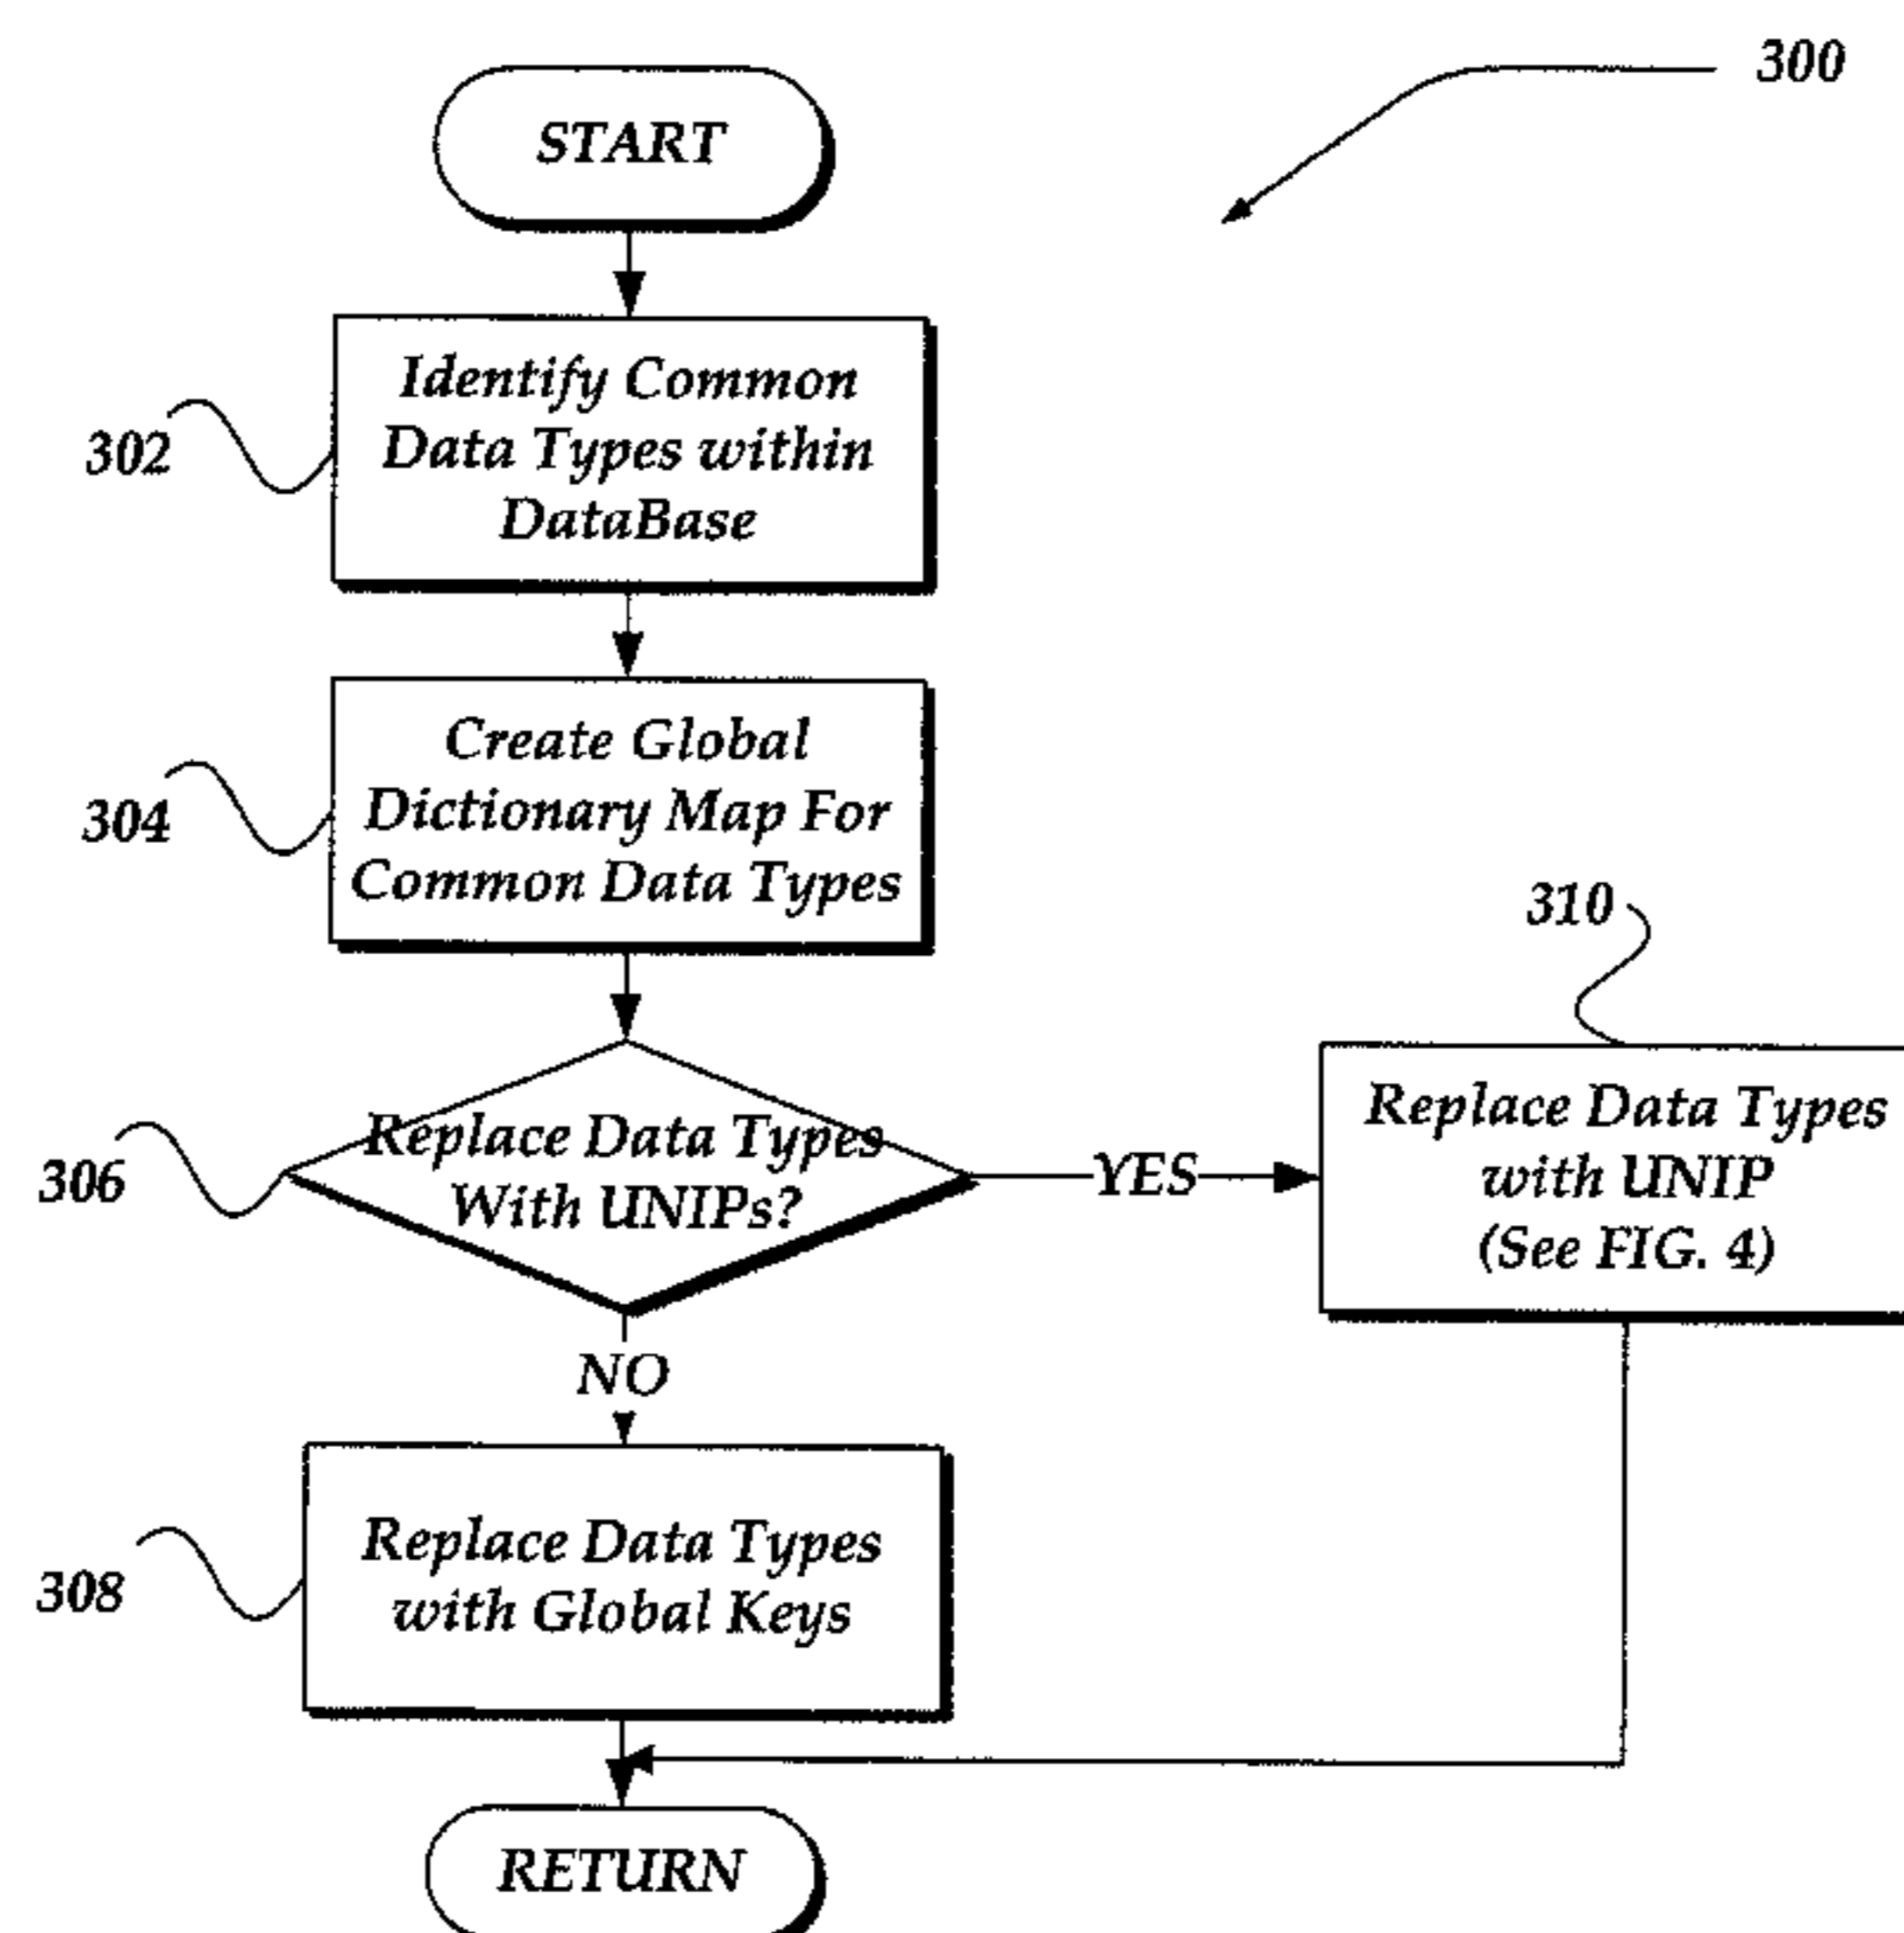 300
START
302
Identify Common
Data Types within
DataBase
304
Create Global
Dictionary Map For
Common Data Types
306
Replace Data Types
With UNIPs?
YES
310
Replace Data Types
with UNIP
(See FIG. 4)
NO
308
Replace Data Types
with Global Keys
RETURN